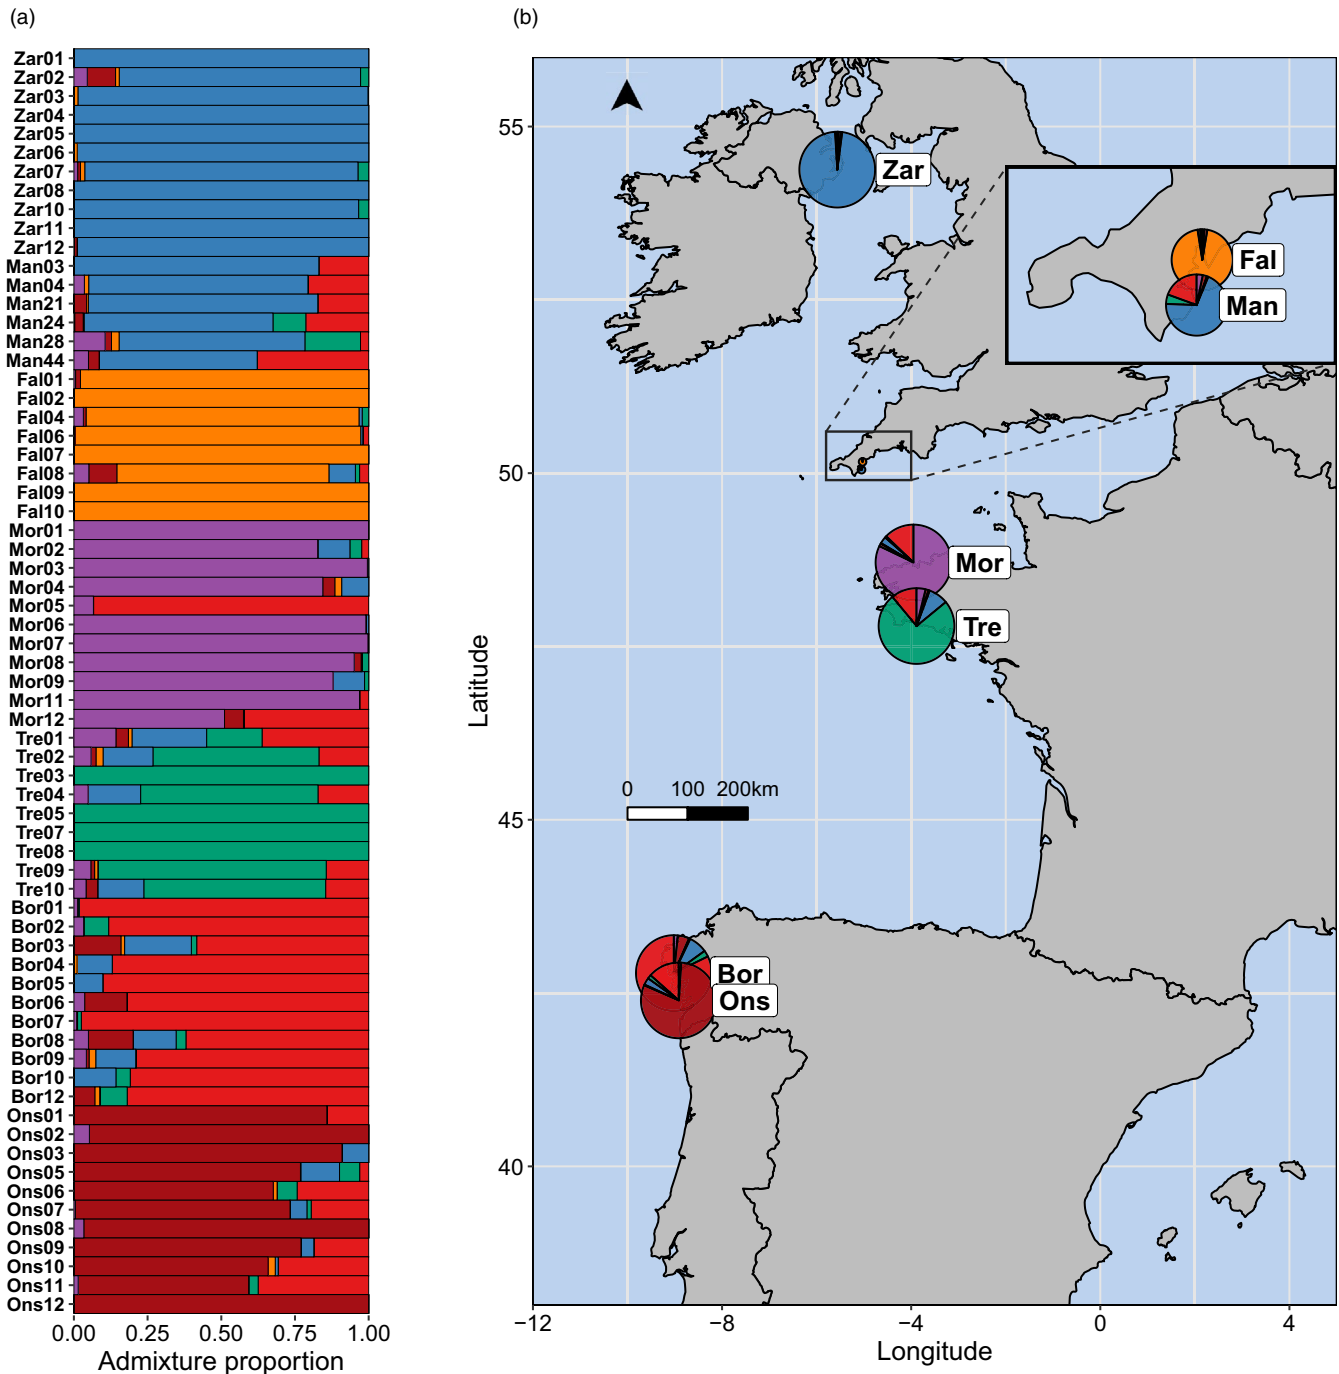 (a)
Zar01
Zar02
Zar03
Zar04
Zar05
Zar06
Zar07
Zar08
Zar10
Zar11
Zar12
Man03
Man04
Man21
Man24
Man28
Man44
Fal01
Fal02
Fal04
Fal06
Fal07
Fal08
Fal09
Fal10
Mor01
Mor02
Mor03
Mor04
Mor05
Mor06
Mor07
Mor08
Mor09
Mor11
Mor12
Tre01
Tre02
Tre03
Tre04
Tre05
Tre07
Tre08
Tre09
Tre10
Bor01
Bor02
Bor03
Bor04
Bor05
Bor06
Bor07
Bor08
Bor09
Bor10
Bor12
Ons01
Ons02
Ons03
Ons05
Ons06
Ons07
Ons08
Ons09
Ons10
Ons11
Ons12
0.00 0.25 0.50 0.75 1.00
Admixture proportion
(b)
55
50
45
40
Latitude
Zar
Fal
Man
Mor
Tre
0 100 200km
Bor
Ons
−12 −8 −4 0 4
Longitude